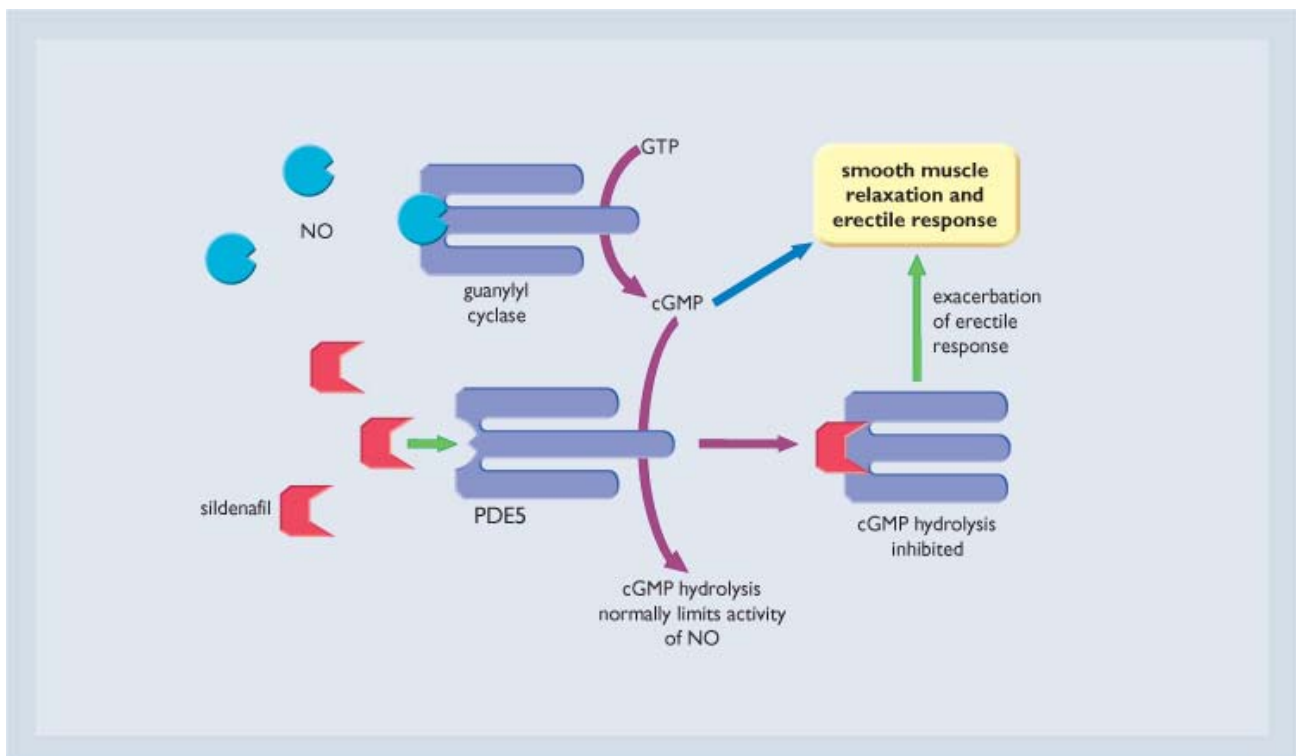 GTP
NO
guanylyl
cyclase
cGMP
smooth muscle
relaxation and
erectile response
exacerbation
of erectile
response
sildenafil
PDE5
cGMP hydrolysis
inhibited
cGMP hydrolysis
normally limits activity
of NO